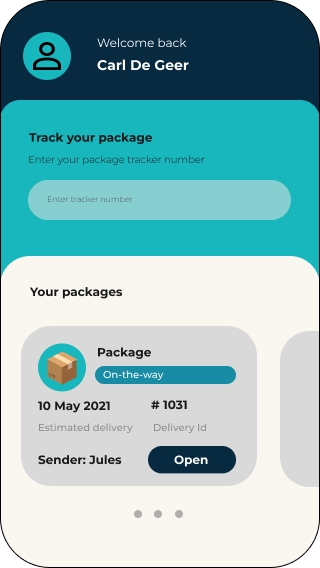 Welcome back
Carl De Geer
Track your package
Enter your package tracker number
Enter tracker number
Your packages
Package
On-the-way
10 May 2021
# 1031
Estimated delivery
Delivery Id
Sender: Jules
Open